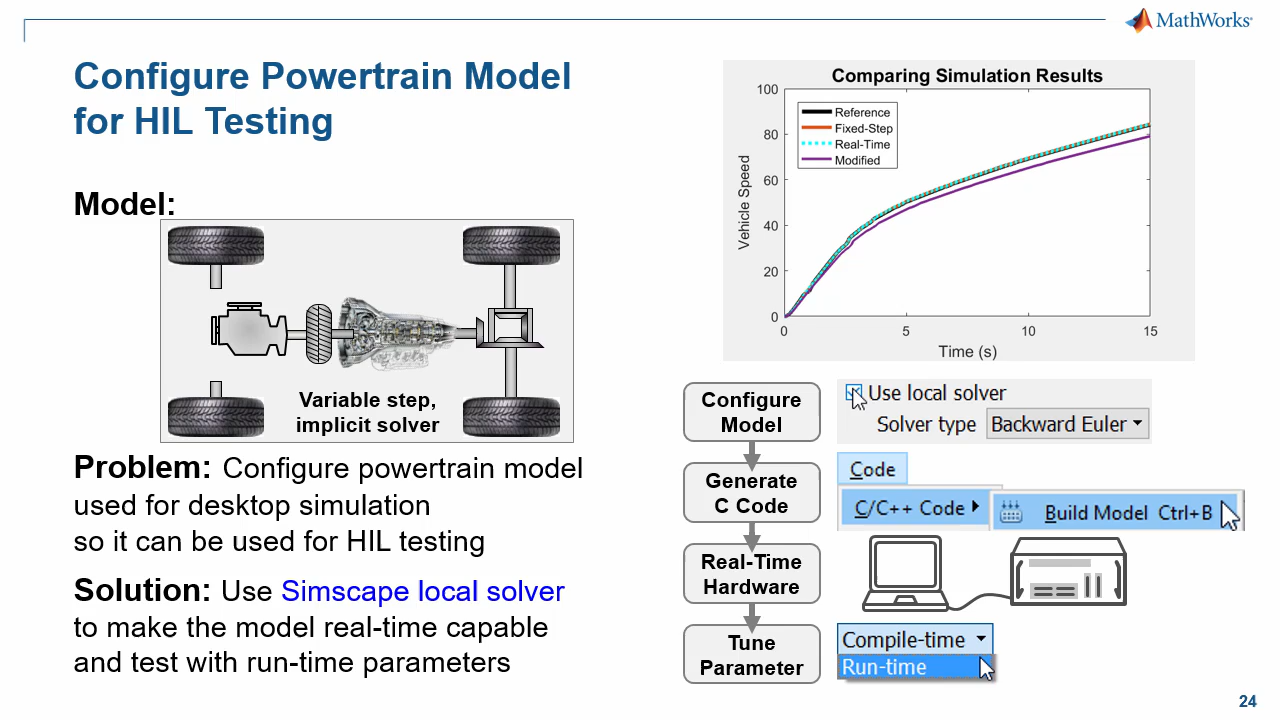 MathWorks®
Configure Powertrain Model
for HIL Testing
Model:
Variable step,
implicit solver
Problem: Configure powertrain model
used for desktop simulation
so it can be used for HIL testing
Solution: Use Simscape local solver
to make the model real-time capable
and test with run-time parameters
Comparing Simulation Results
Reference
Fixed-Step
Real-Time
Modified
Vehicle Speed
100
80
60
40
20
0
0 5 10 15
Time (s)
Configure
Model
Use local solver
Solver type Backward Euler
Generate
C Code
Code
C/C++ Code
Build Model Ctrl+B
Real-Time
Hardware
Tune
Parameter
Compile-time
Run-time
24